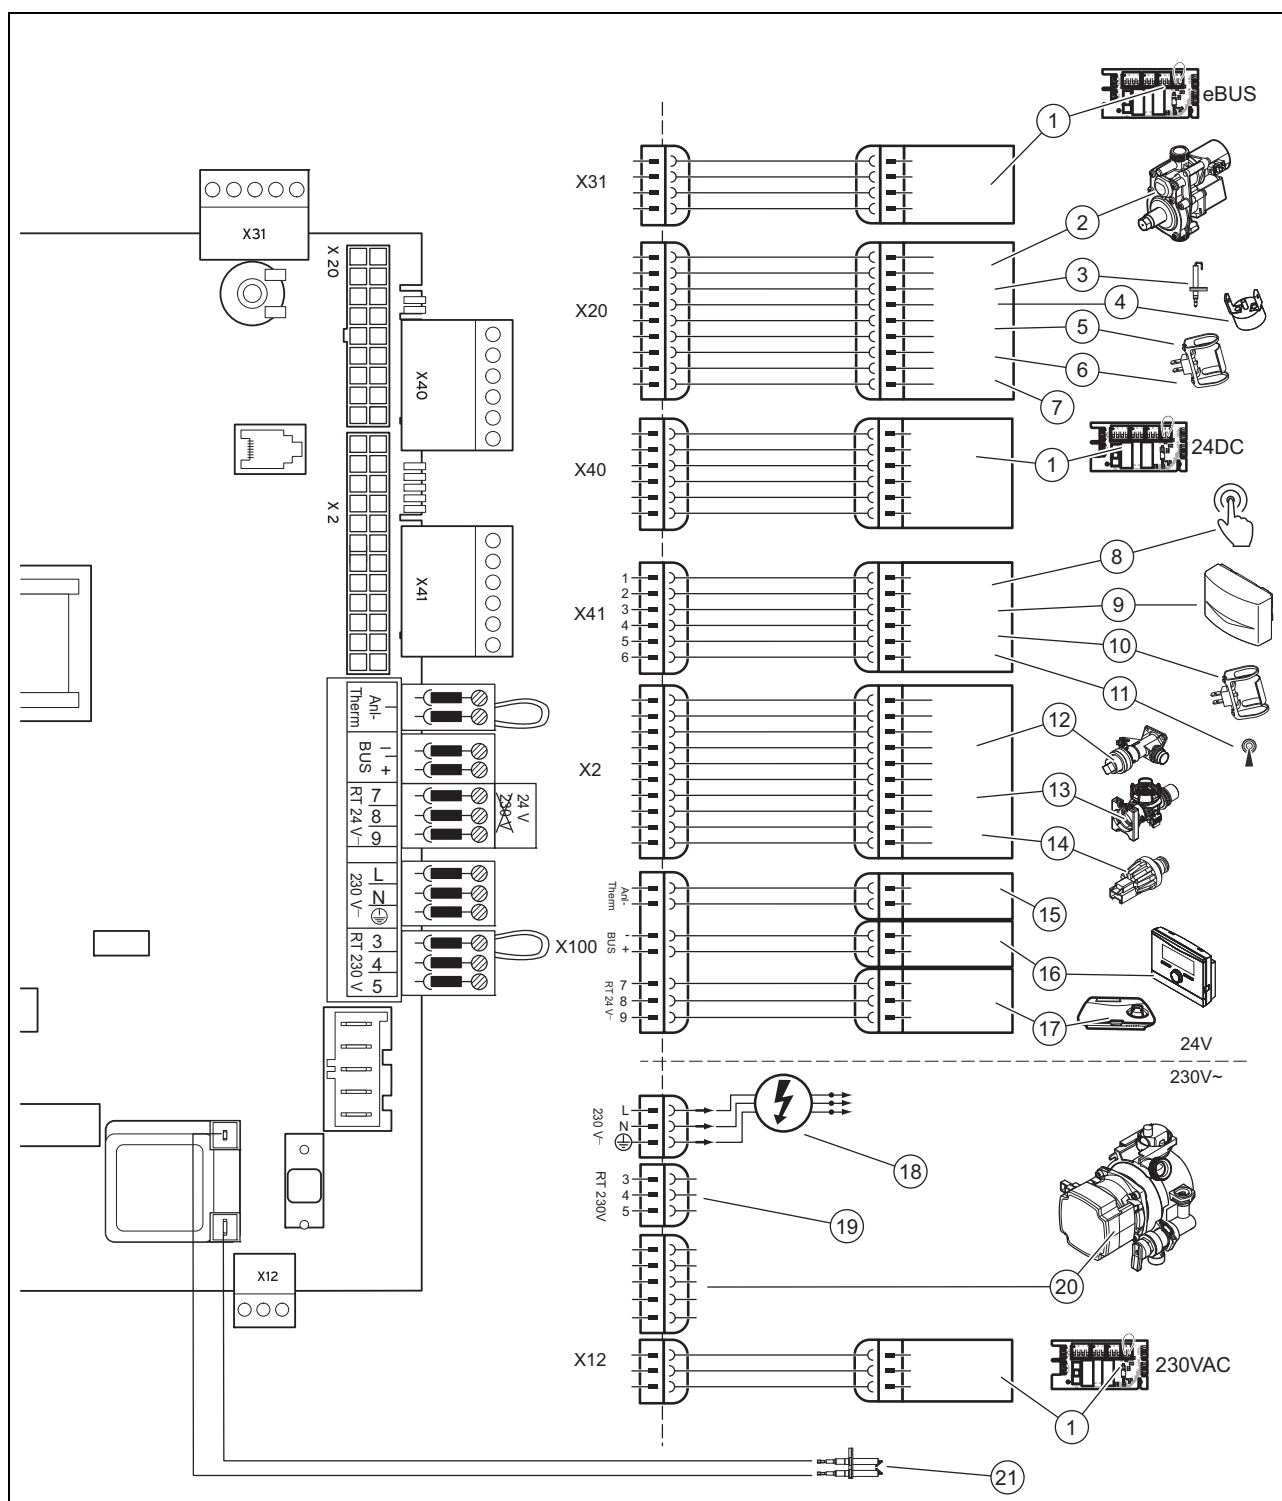 eBUS
1
X31
X31
2
X 20
3
X20
4
5
6
7
X40
X40
1
24DC
X 2
8
X41
X41
1
2
3
4
5
6
9
10
11
Anl-
Therm
BUS
–
+
RT 24 V
7
8
9
24 V
230 V
230 V~
L
N
RT 230 V
3
4
5
X2
12
13
14
Anl-
Therm
15
X100
BUS
-
+
16
RT 24 V
7
8
9
17
24V
230V~
230 V~
L
N
18
RT 230V
3
4
5
19
20
X12
X12
230VAC
1
21